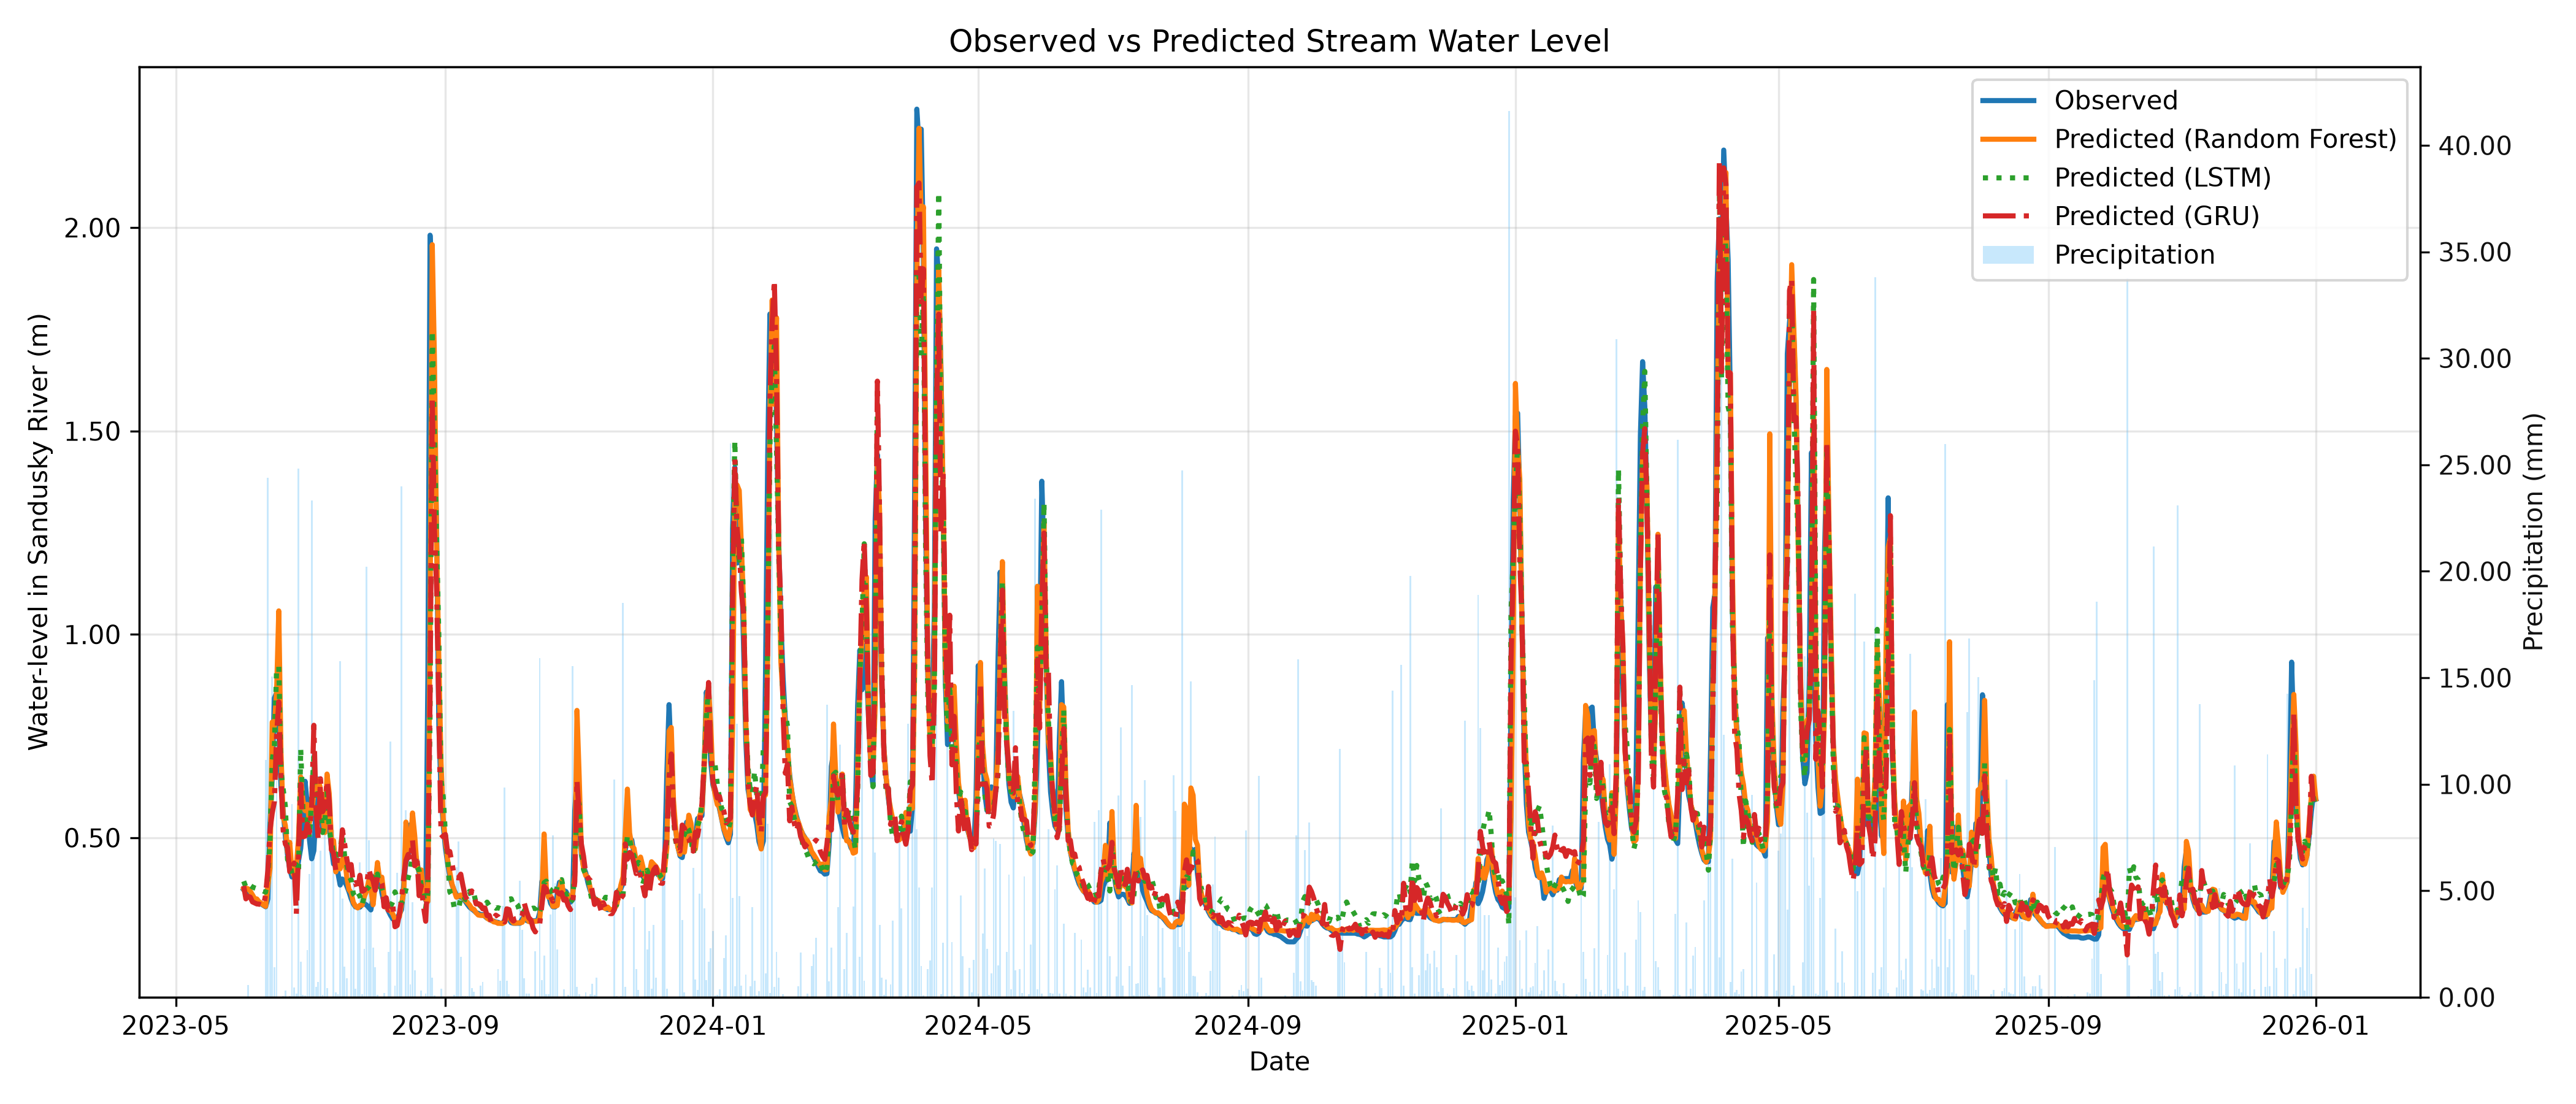 Observed vs Predicted Stream Water Level
Observed
Predicted (Random Forest)
Predicted (LSTM)
Predicted (GRU)
Precipitation
Water-level in Sandusky River (m)
2.00
1.50
1.00
0.50
40.00
35.00
30.00
25.00
20.00
15.00
10.00
5.00
0.00
Precipitation (mm)
2023-05
2023-09
2024-01
2024-05
2024-09
2025-01
2025-05
2025-09
2026-01
Date